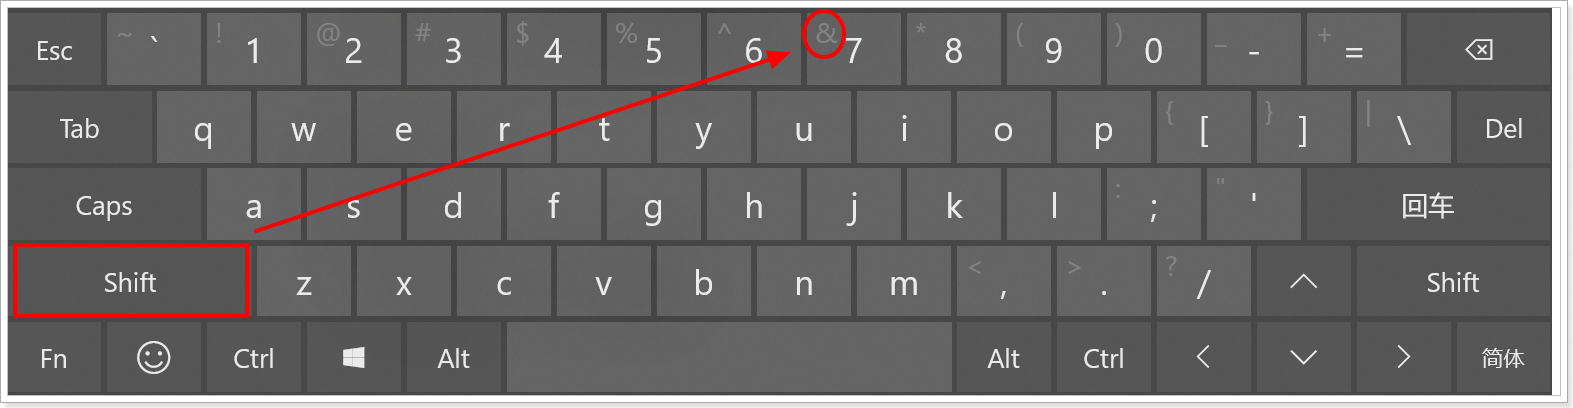 Esc ~ ` ! 1 @ 2 # 3 $ 4 % 5 ^ 6 & 7 * 8 ( 9 ) 0 _ - + =
Tab q w e r t y u i o p { [ } ] | \ Del
Caps a s d f g h j k l : ; " ' 回车
Shift z x c v b n m < , > . ? / Shift
Fn Ctrl Alt Alt Ctrl 简体